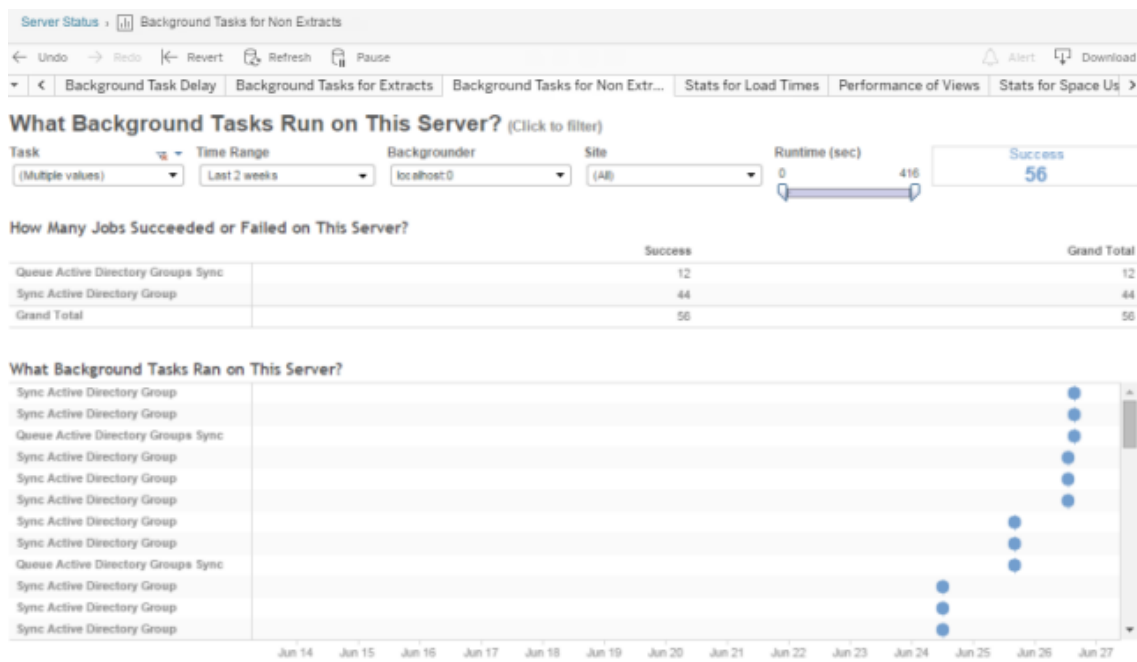 Server Status › Background Tasks for Non Extracts
Undo Redo Revert Refresh Pause Alert Download
Background Task Delay Background Tasks for Extracts Background Tasks for Non Extr... Stats for Load Times Performance of Views Stats for Space Us
What Background Tasks Run on This Server? (Click to filter)
Task Time Range Backgrounder Site Runtime (sec) Success
(Multiple values) Last 2 weeks localhost:0 (All) 0 416 56
How Many Jobs Succeeded or Failed on This Server?
Success Grand Total
Queue Active Directory Groups Sync 12 12
Sync Active Directory Group 44 44
Grand Total 56 56
What Background Tasks Ran on This Server?
Sync Active Directory Group
Sync Active Directory Group
Queue Active Directory Groups Sync
Sync Active Directory Group
Sync Active Directory Group
Sync Active Directory Group
Sync Active Directory Group
Sync Active Directory Group
Queue Active Directory Groups Sync
Sync Active Directory Group
Sync Active Directory Group
Sync Active Directory Group
Jun 14 Jun 15 Jun 16 Jun 17 Jun 18 Jun 19 Jun 20 Jun 21 Jun 22 Jun 23 Jun 24 Jun 25 Jun 26 Jun 27